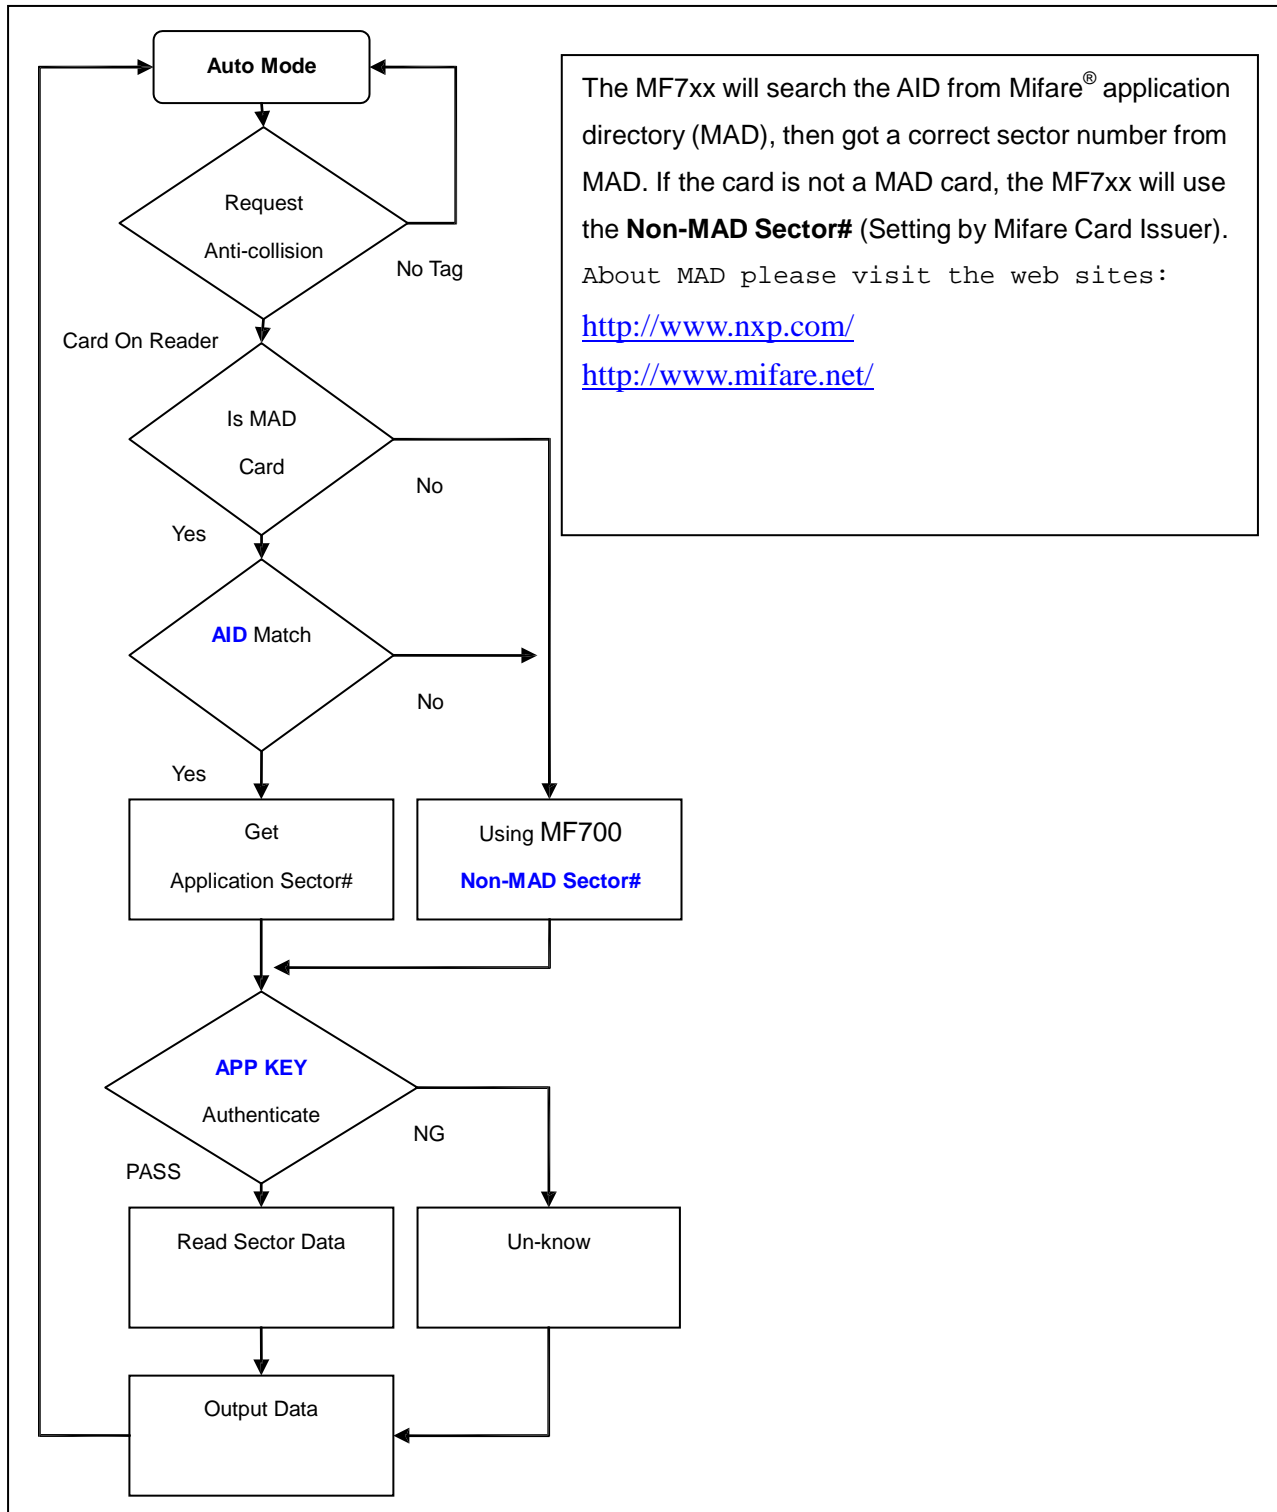 Auto Mode
Request
Anti-collision
No Tag
Card On Reader
Is MAD
Card
No
Yes
AID Match
No
Yes
Get
Application Sector#
Using MF700
Non-MAD Sector#
APP KEY
Authenticate
NG
PASS
Read Sector Data
Un-know
Output Data
The MF7xx will search the AID from Mifare® application
directory (MAD), then got a correct sector number from
MAD. If the card is not a MAD card, the MF7xx will use
the Non-MAD Sector# (Setting by Mifare Card Issuer).
About MAD please visit the web sites:
http://www.nxp.com/
http://www.mifare.net/